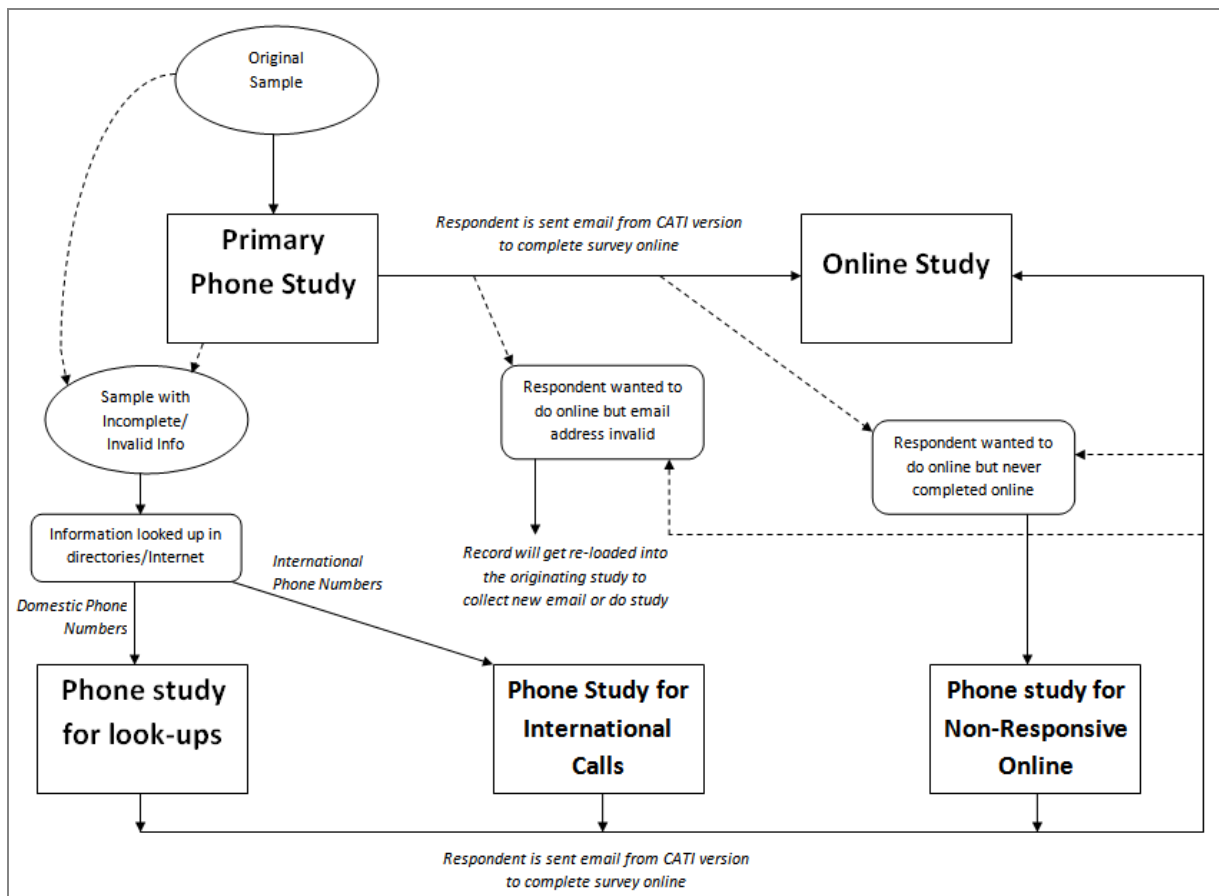 Original
Sample
Primary
Phone Study
Respondent is sent email from CATI version
to complete survey online
Online Study
Sample with
Incomplete/
Invalid Info
Respondent wanted to
do online but email
address invalid
Respondent wanted to
do online but never
completed online
Information looked up in
directories/Internet
International
Phone Numbers
Record will get re-loaded into
the originating study to
collect new email or do study
Domestic Phone
Numbers
Phone study
for look-ups
Phone Study for
International
Calls
Phone study for
Non-Responsive
Online
Respondent is sent email from CATI version
to complete survey online